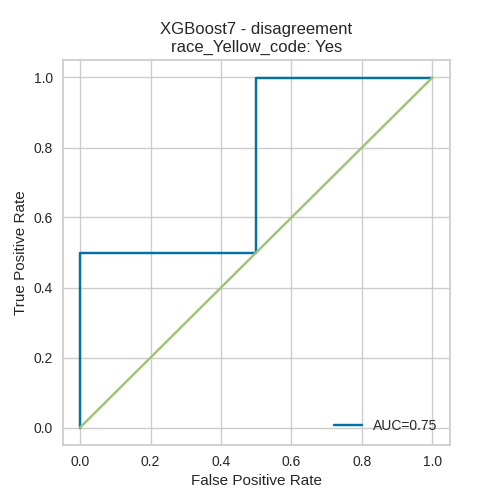 XGBoost7 - disagreement
race_Yellow_code: Yes
True Positive Rate
1.0
0.8
0.6
0.4
0.2
0.0
AUC=0.75
0.0 0.2 0.4 0.6 0.8 1.0
False Positive Rate